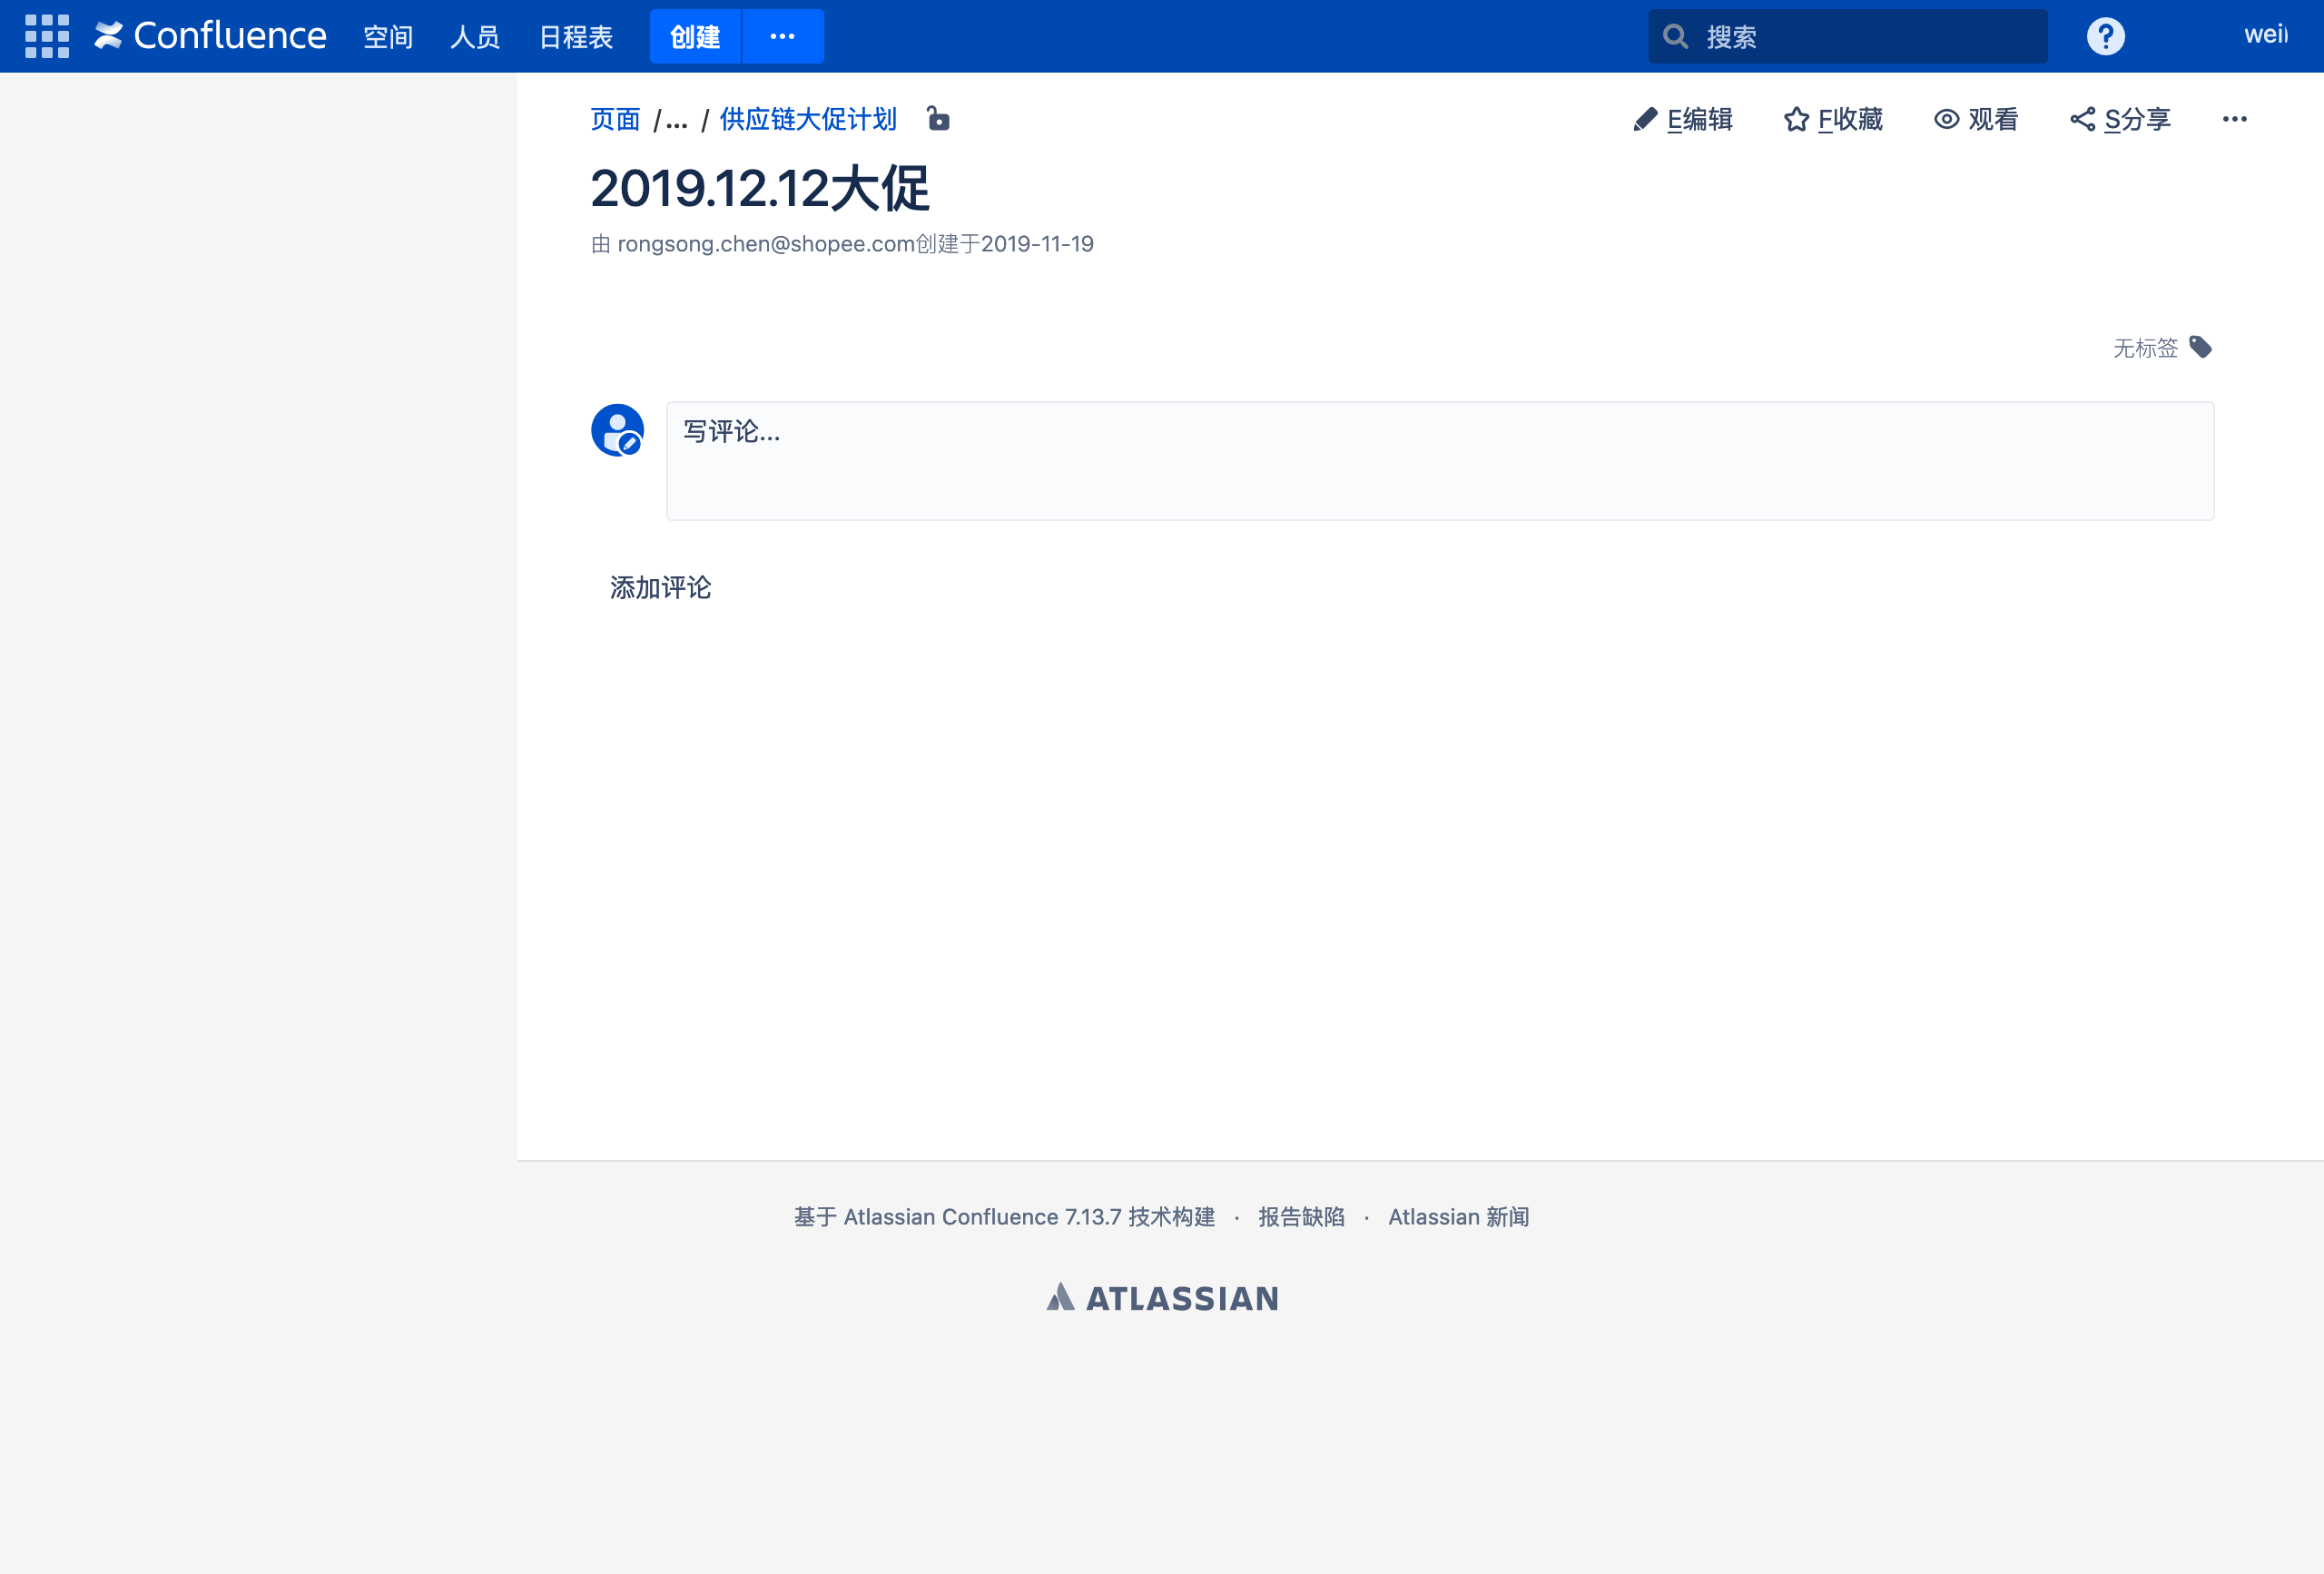 Confluence 空间 人员 日程表 创建 ··· 搜索 ?
页面 /... / 供应链大促计划 E编辑 F收藏 观看 S分享 ···
2019.12.12大促
由 rongsong.chen@shopee.com创建于2019-11-19
无标签
写评论...
添加评论
基于 Atlassian Confluence 7.13.7 技术构建 · 报告缺陷 · Atlassian 新闻
ATLASSIAN